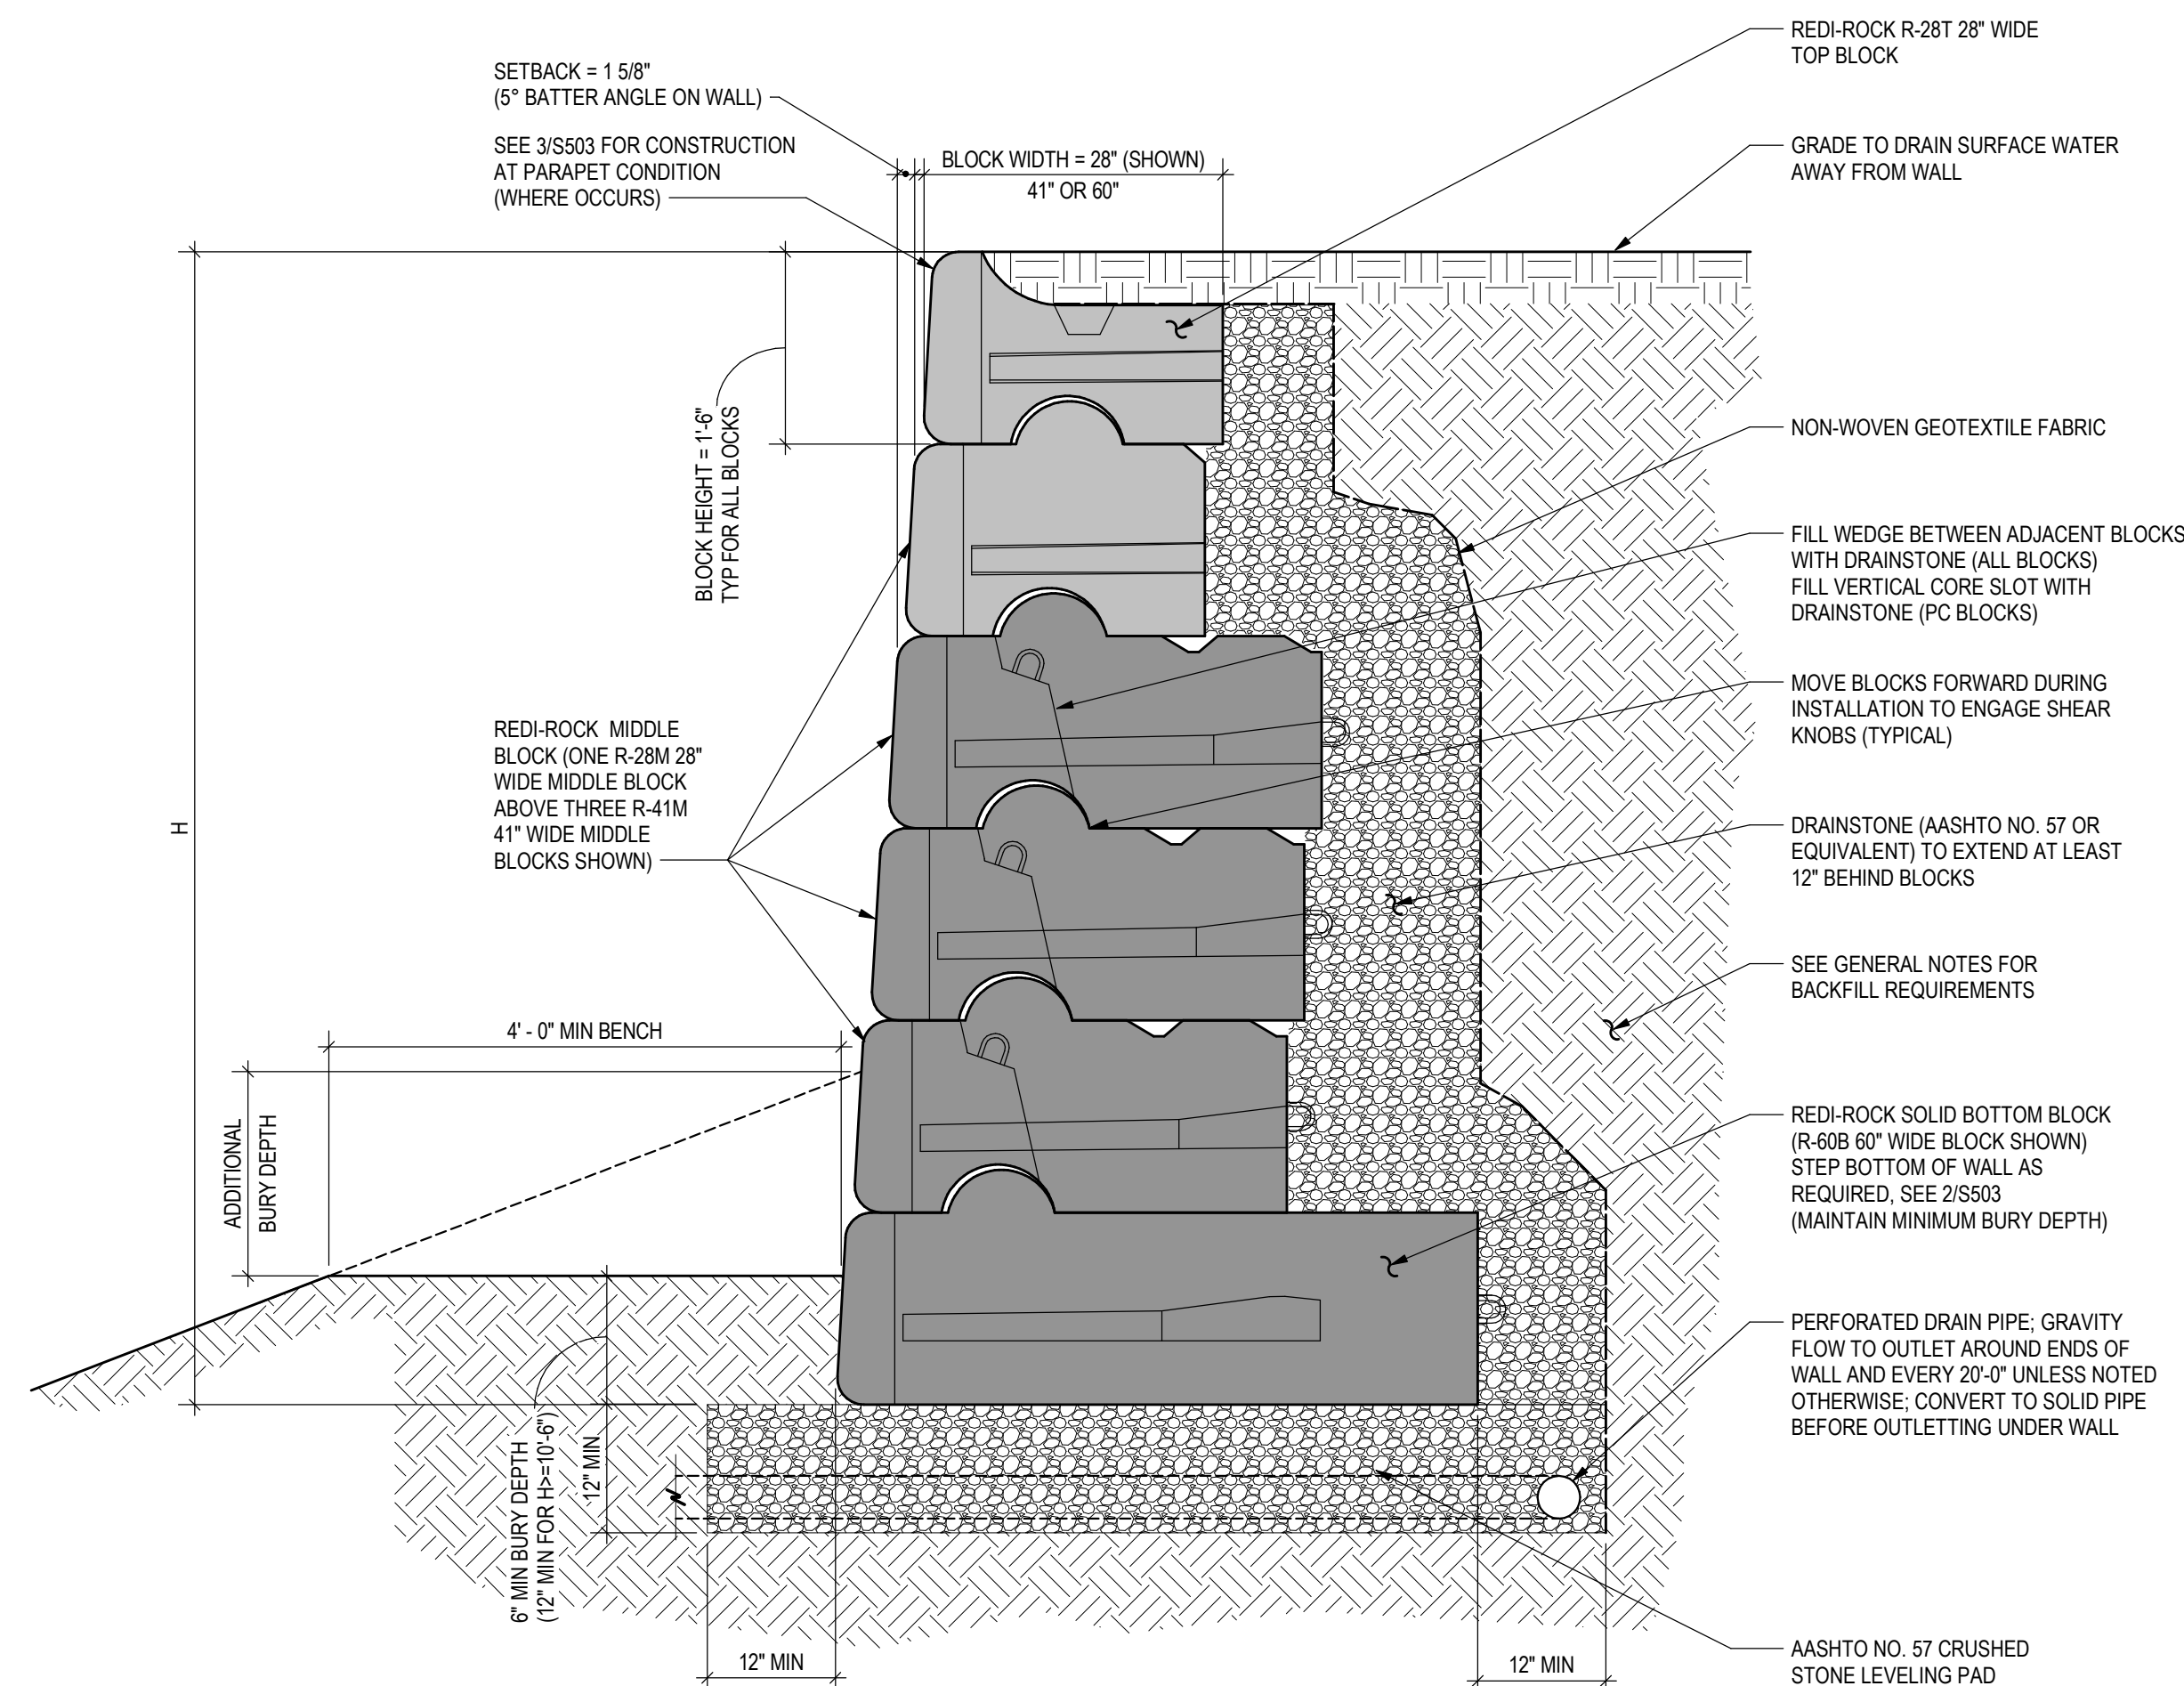 SETBACK = 1 5/8"
(5° BATTER ANGLE ON WALL)
SEE 3/S503 FOR CONSTRUCTION
AT PARAPET CONDITION
(WHERE OCCURS)
BLOCK WIDTH = 28" (SHOWN)
41" OR 60"
REDI-ROCK R-28T 28" WIDE
TOP BLOCK
GRADE TO DRAIN SURFACE WATER
AWAY FROM WALL
BLOCK HEIGHT = 1'-6"
TYP FOR ALL BLOCKS
NON-WOVEN GEOTEXTILE FABRIC
FILL WEDGE BETWEEN ADJACENT BLOCKS
WITH DRAINSTONE (ALL BLOCKS)
FILL VERTICAL CORE SLOT WITH
DRAINSTONE (PC BLOCKS)
MOVE BLOCKS FORWARD DURING
INSTALLATION TO ENGAGE SHEAR
KNOBS (TYPICAL)
REDI-ROCK MIDDLE
BLOCK (ONE R-28M 28"
WIDE MIDDLE BLOCK
ABOVE THREE R-41M
41" WIDE MIDDLE
BLOCKS SHOWN)
H
DRAINSTONE (AASHTO NO. 57 OR
EQUIVALENT) TO EXTEND AT LEAST
12" BEHIND BLOCKS
SEE GENERAL NOTES FOR
BACKFILL REQUIREMENTS
4' - 0" MIN BENCH
ADDITIONAL
BURY DEPTH
REDI-ROCK SOLID BOTTOM BLOCK
(R-60B 60" WIDE BLOCK SHOWN)
STEP BOTTOM OF WALL AS
REQUIRED, SEE 2/S503
(MAINTAIN MINIMUM BURY DEPTH)
PERFORATED DRAIN PIPE; GRAVITY
FLOW TO OUTLET AROUND ENDS OF
WALL AND EVERY 20'-0" UNLESS NOTED
OTHERWISE; CONVERT TO SOLID PIPE
BEFORE OUTLETTING UNDER WALL
6" MIN BURY DEPTH
(12" MIN FOR H>=10'-6")
12" MIN
12" MIN
12" MIN
AASHTO NO. 57 CRUSHED
STONE LEVELING PAD